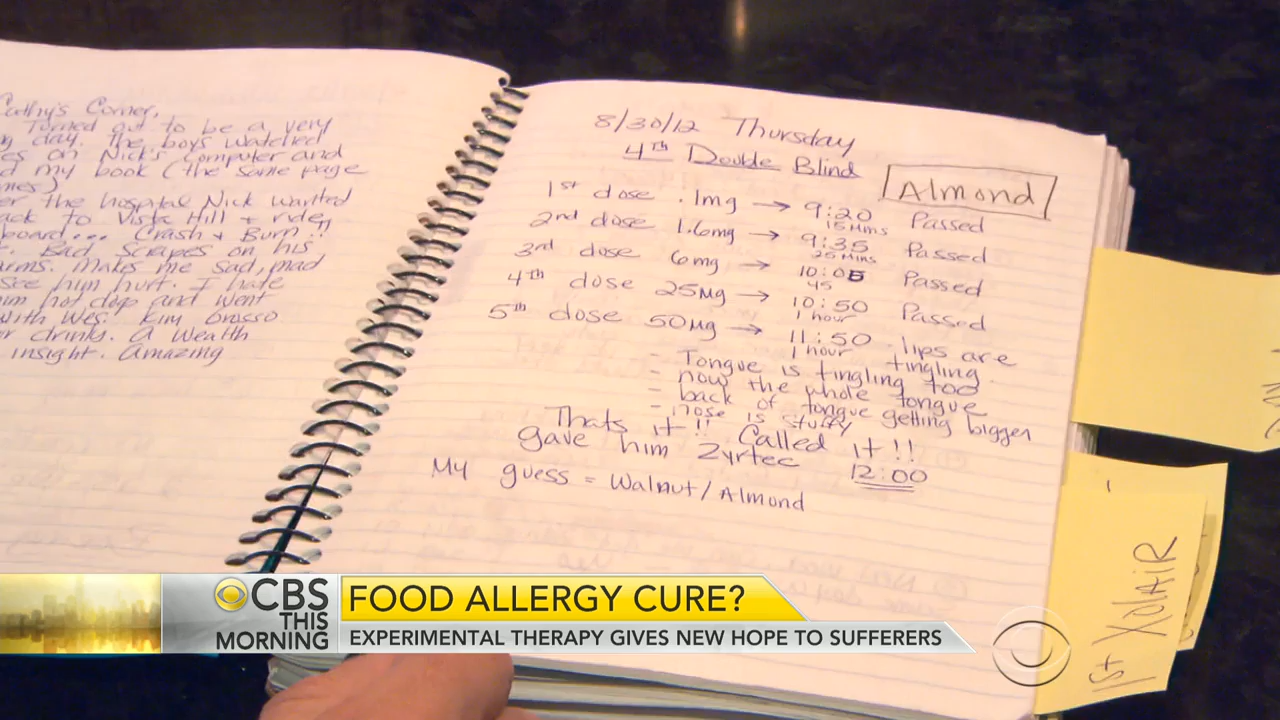 Cathy's Corner,
Turned out to be a very
day. The boys watched
on Nick's computer and
my book (the same page
the hospital Nick wanted
to Vista Hill + ride
board... Crash + Burn!!
Bad scrapes on his
arms. Makes me sad, mad
see him hurt. I hate
him hot dog and went
with Wes. Kim Grosso
drinks. A wealth
insight. Amazing
8/30/12 Thursday
4th Double Blind
Almond
1st dose .1mg → 9:20 Passed
15 Mins
2nd dose 1.6mg → 9:35 Passed
25 Mins
3rd dose 6mg → 10:05 Passed
45
4th dose 25Mg → 10:50 Passed
1 hour
5th dose 50Mg → 11:50 - lips are
1 hour tingling
- Tongue is tingling too
- now the whole tongue
- back of tongue getting bigger
- nose is stuffy
Thats it!! Called it!!
gave him Zyrtec 12:00
My guess = Walnut/Almond
1st XOLAIR
CBS
THIS
MORNING
FOOD ALLERGY CURE?
EXPERIMENTAL THERAPY GIVES NEW HOPE TO SUFFERERS